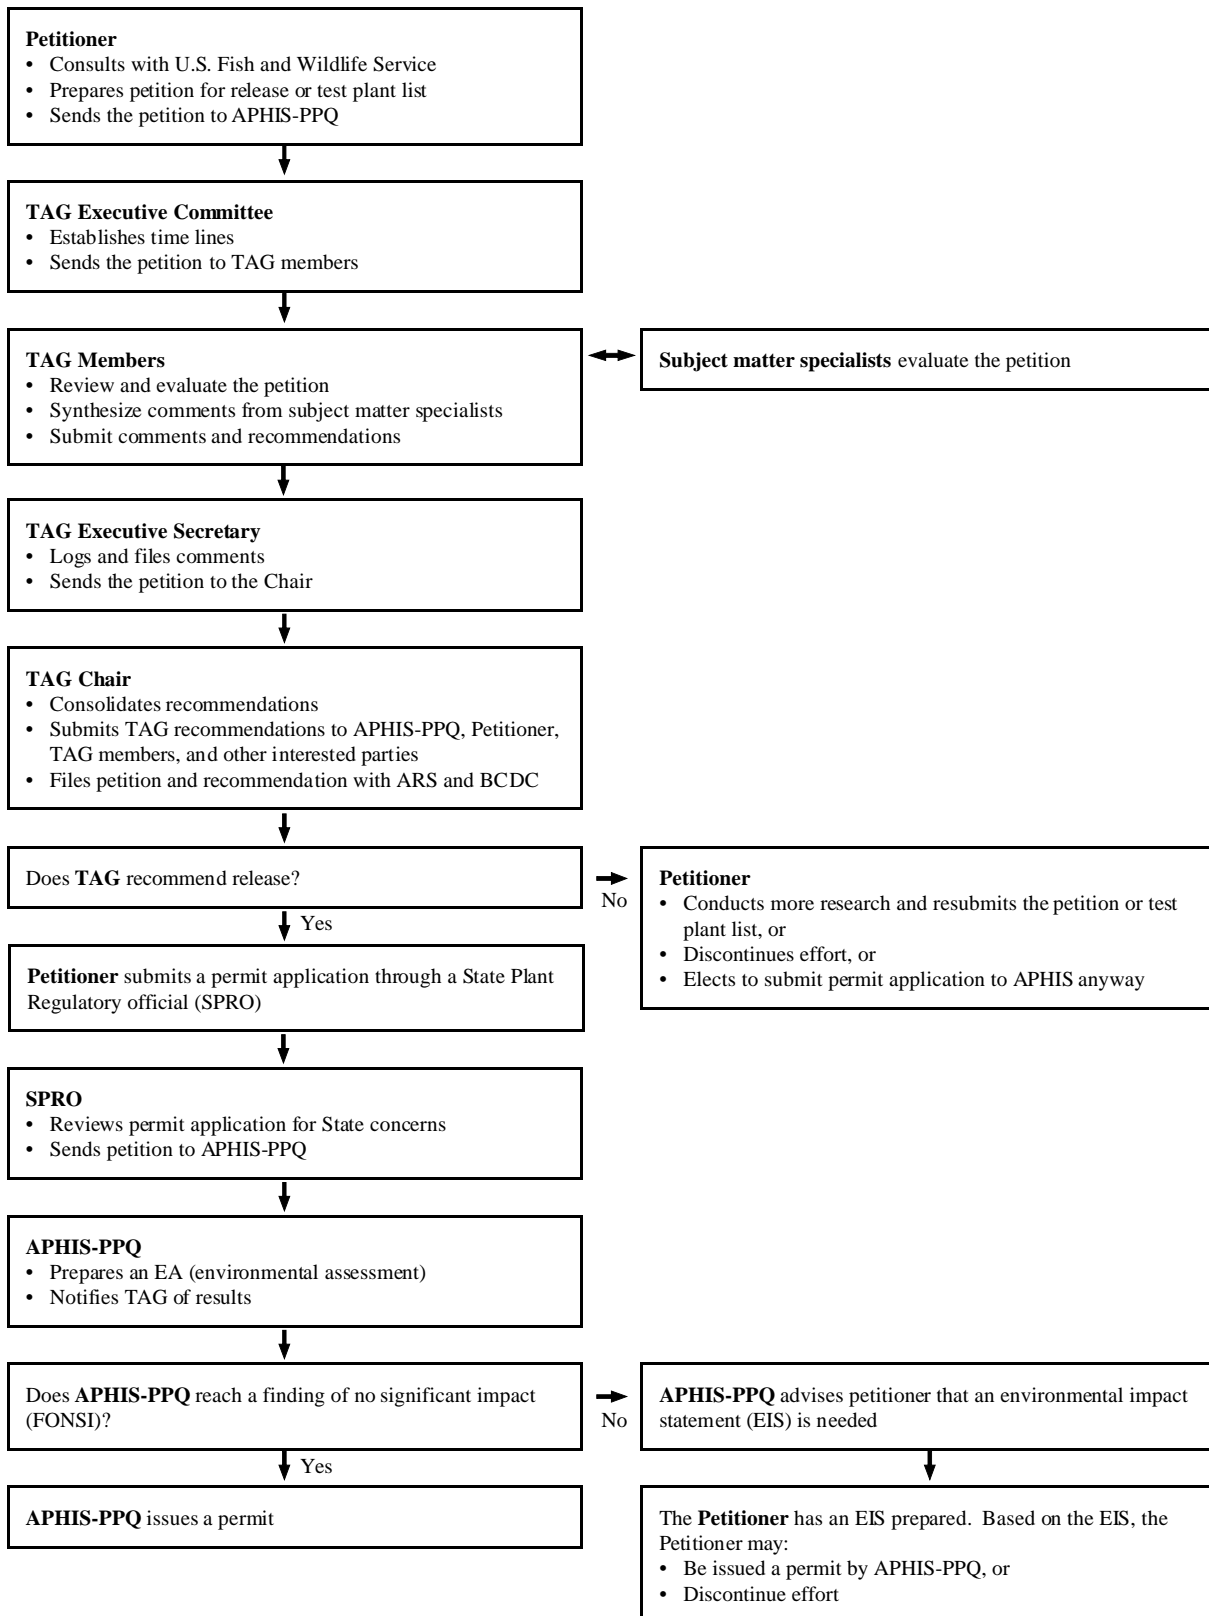 Petitioner
• Consults with U.S. Fish and Wildlife Service
• Prepares petition for release or test plant list
• Sends the petition to APHIS-PPQ
TAG Executive Committee
• Establishes time lines
• Sends the petition to TAG members
TAG Members
• Review and evaluate the petition
• Synthesize comments from subject matter specialists
• Submit comments and recommendations
Subject matter specialists evaluate the petition
TAG Executive Secretary
• Logs and files comments
• Sends the petition to the Chair
TAG Chair
• Consolidates recommendations
• Submits TAG recommendations to APHIS-PPQ, Petitioner,
TAG members, and other interested parties
• Files petition and recommendation with ARS and BCDC
Does TAG recommend release?
No
Petitioner
• Conducts more research and resubmits the petition or test
plant list, or
• Discontinues effort, or
• Elects to submit permit application to APHIS anyway
Yes
Petitioner submits a permit application through a State Plant
Regulatory official (SPRO)
SPRO
• Reviews permit application for State concerns
• Sends petition to APHIS-PPQ
APHIS-PPQ
• Prepares an EA (environmental assessment)
• Notifies TAG of results
Does APHIS-PPQ reach a finding of no significant impact
(FONSI)?
No
APHIS-PPQ advises petitioner that an environmental impact
statement (EIS) is needed
Yes
APHIS-PPQ issues a permit
The Petitioner has an EIS prepared. Based on the EIS, the
Petitioner may:
• Be issued a permit by APHIS-PPQ, or
• Discontinue effort